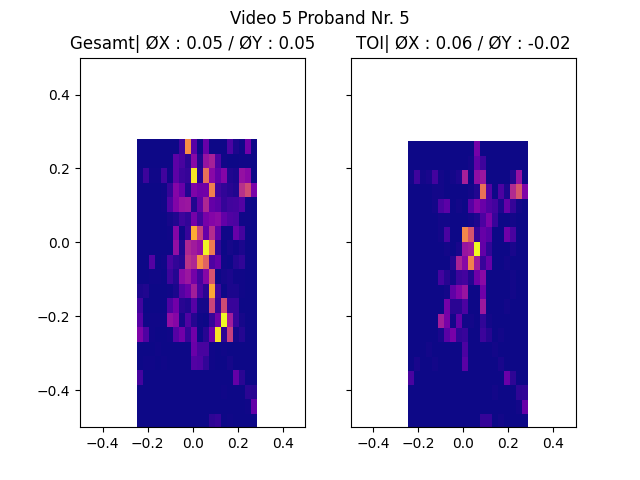 Video 5 Proband Nr. 5
Gesamt| ØX : 0.05 / ØY : 0.05
TOI| ØX : 0.06 / ØY : -0.02
0.4
0.2
0.0
−0.2
−0.4
−0.4 −0.2 0.0 0.2 0.4
−0.4 −0.2 0.0 0.2 0.4